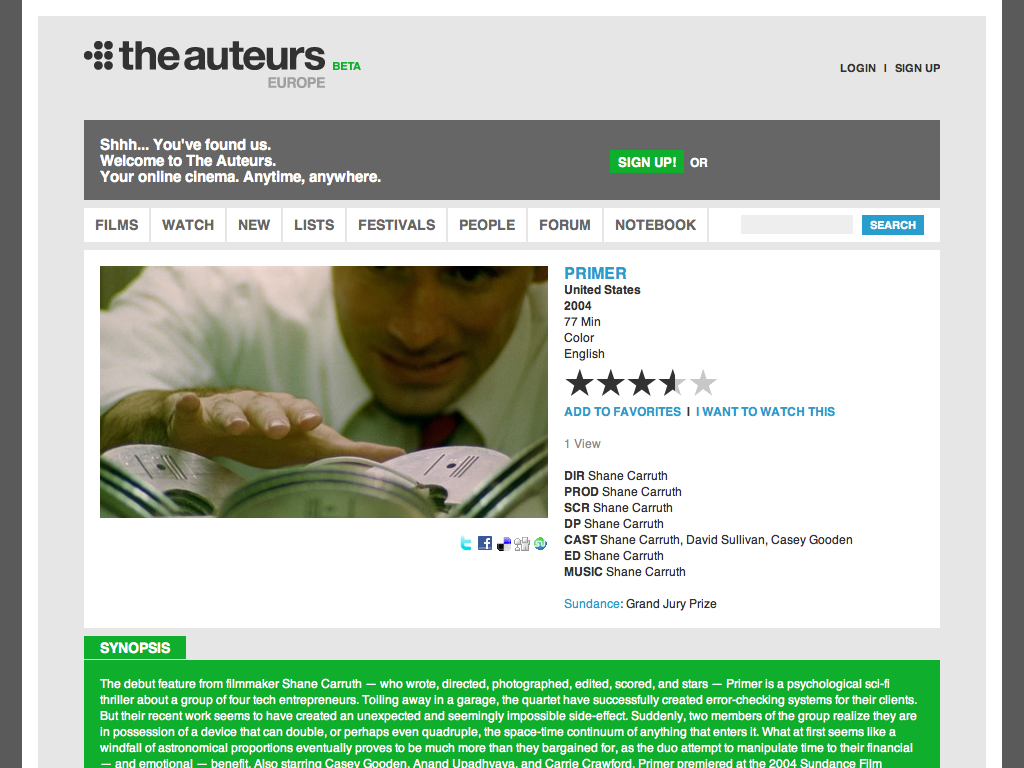 the auteurs BETA
EUROPE
LOGIN | SIGN UP
Shhh... You've found us.
Welcome to The Auteurs.
Your online cinema. Anytime, anywhere.
SIGN UP! OR
FILMS WATCH NEW LISTS FESTIVALS PEOPLE FORUM NOTEBOOK SEARCH
PRIMER
United States
2004
77 Min
Color
English
ADD TO FAVORITES | I WANT TO WATCH THIS
1 View
DIR Shane Carruth
PROD Shane Carruth
SCR Shane Carruth
DP Shane Carruth
CAST Shane Carruth, David Sullivan, Casey Gooden
ED Shane Carruth
MUSIC Shane Carruth
Sundance: Grand Jury Prize
SYNOPSIS
The debut feature from filmmaker Shane Carruth — who wrote, directed, photographed, edited, scored, and stars — Primer is a psychological sci-fi
thriller about a group of four tech entrepreneurs. Toiling away in a garage, the quartet have successfully created error-checking systems for their clients.
But their recent work seems to have created an unexpected and seemingly impossible side-effect. Suddenly, two members of the group realize they are
in possession of a device that can double, or perhaps even quadruple, the space-time continuum of anything that enters it. What at first seems like a
windfall of astronomical proportions eventually proves to be much more than they bargained for, as the duo attempt to manipulate time to their financial
— and emotional — benefit. Also starring Casey Gooden, Anand Upadhyaya, and Carrie Crawford, Primer premiered at the 2004 Sundance Film